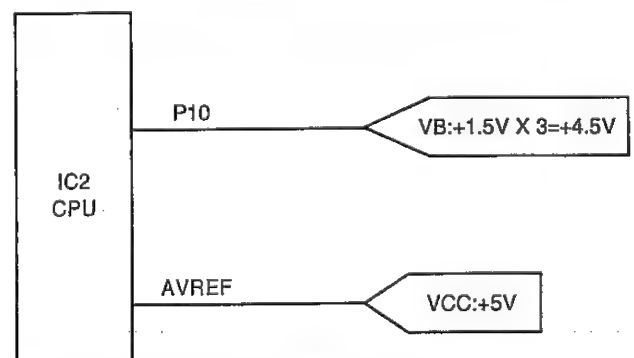 P10
VB:+1.5V X 3=+4.5V
IC2
CPU
AVREF
VCC:+5V